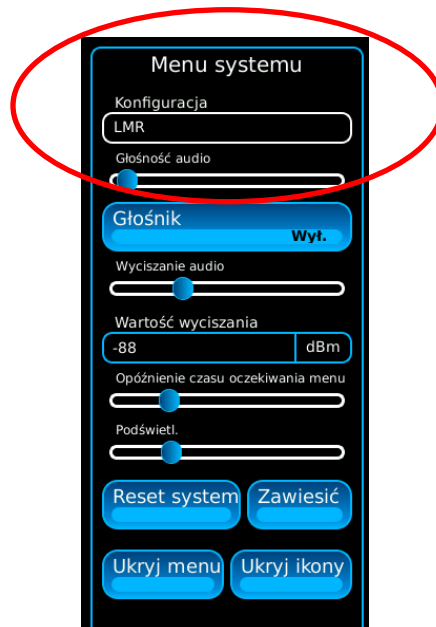 Menu systemu
Konfiguracja
LMR
Głośność audio
Głośnik
Wył.
Wyciszanie audio
Wartość wyciszania
-88 dBm
Opóźnienie czasu oczekiwania menu
Podświetl.
Reset system Zawiesić
Ukryj menu Ukryj ikony